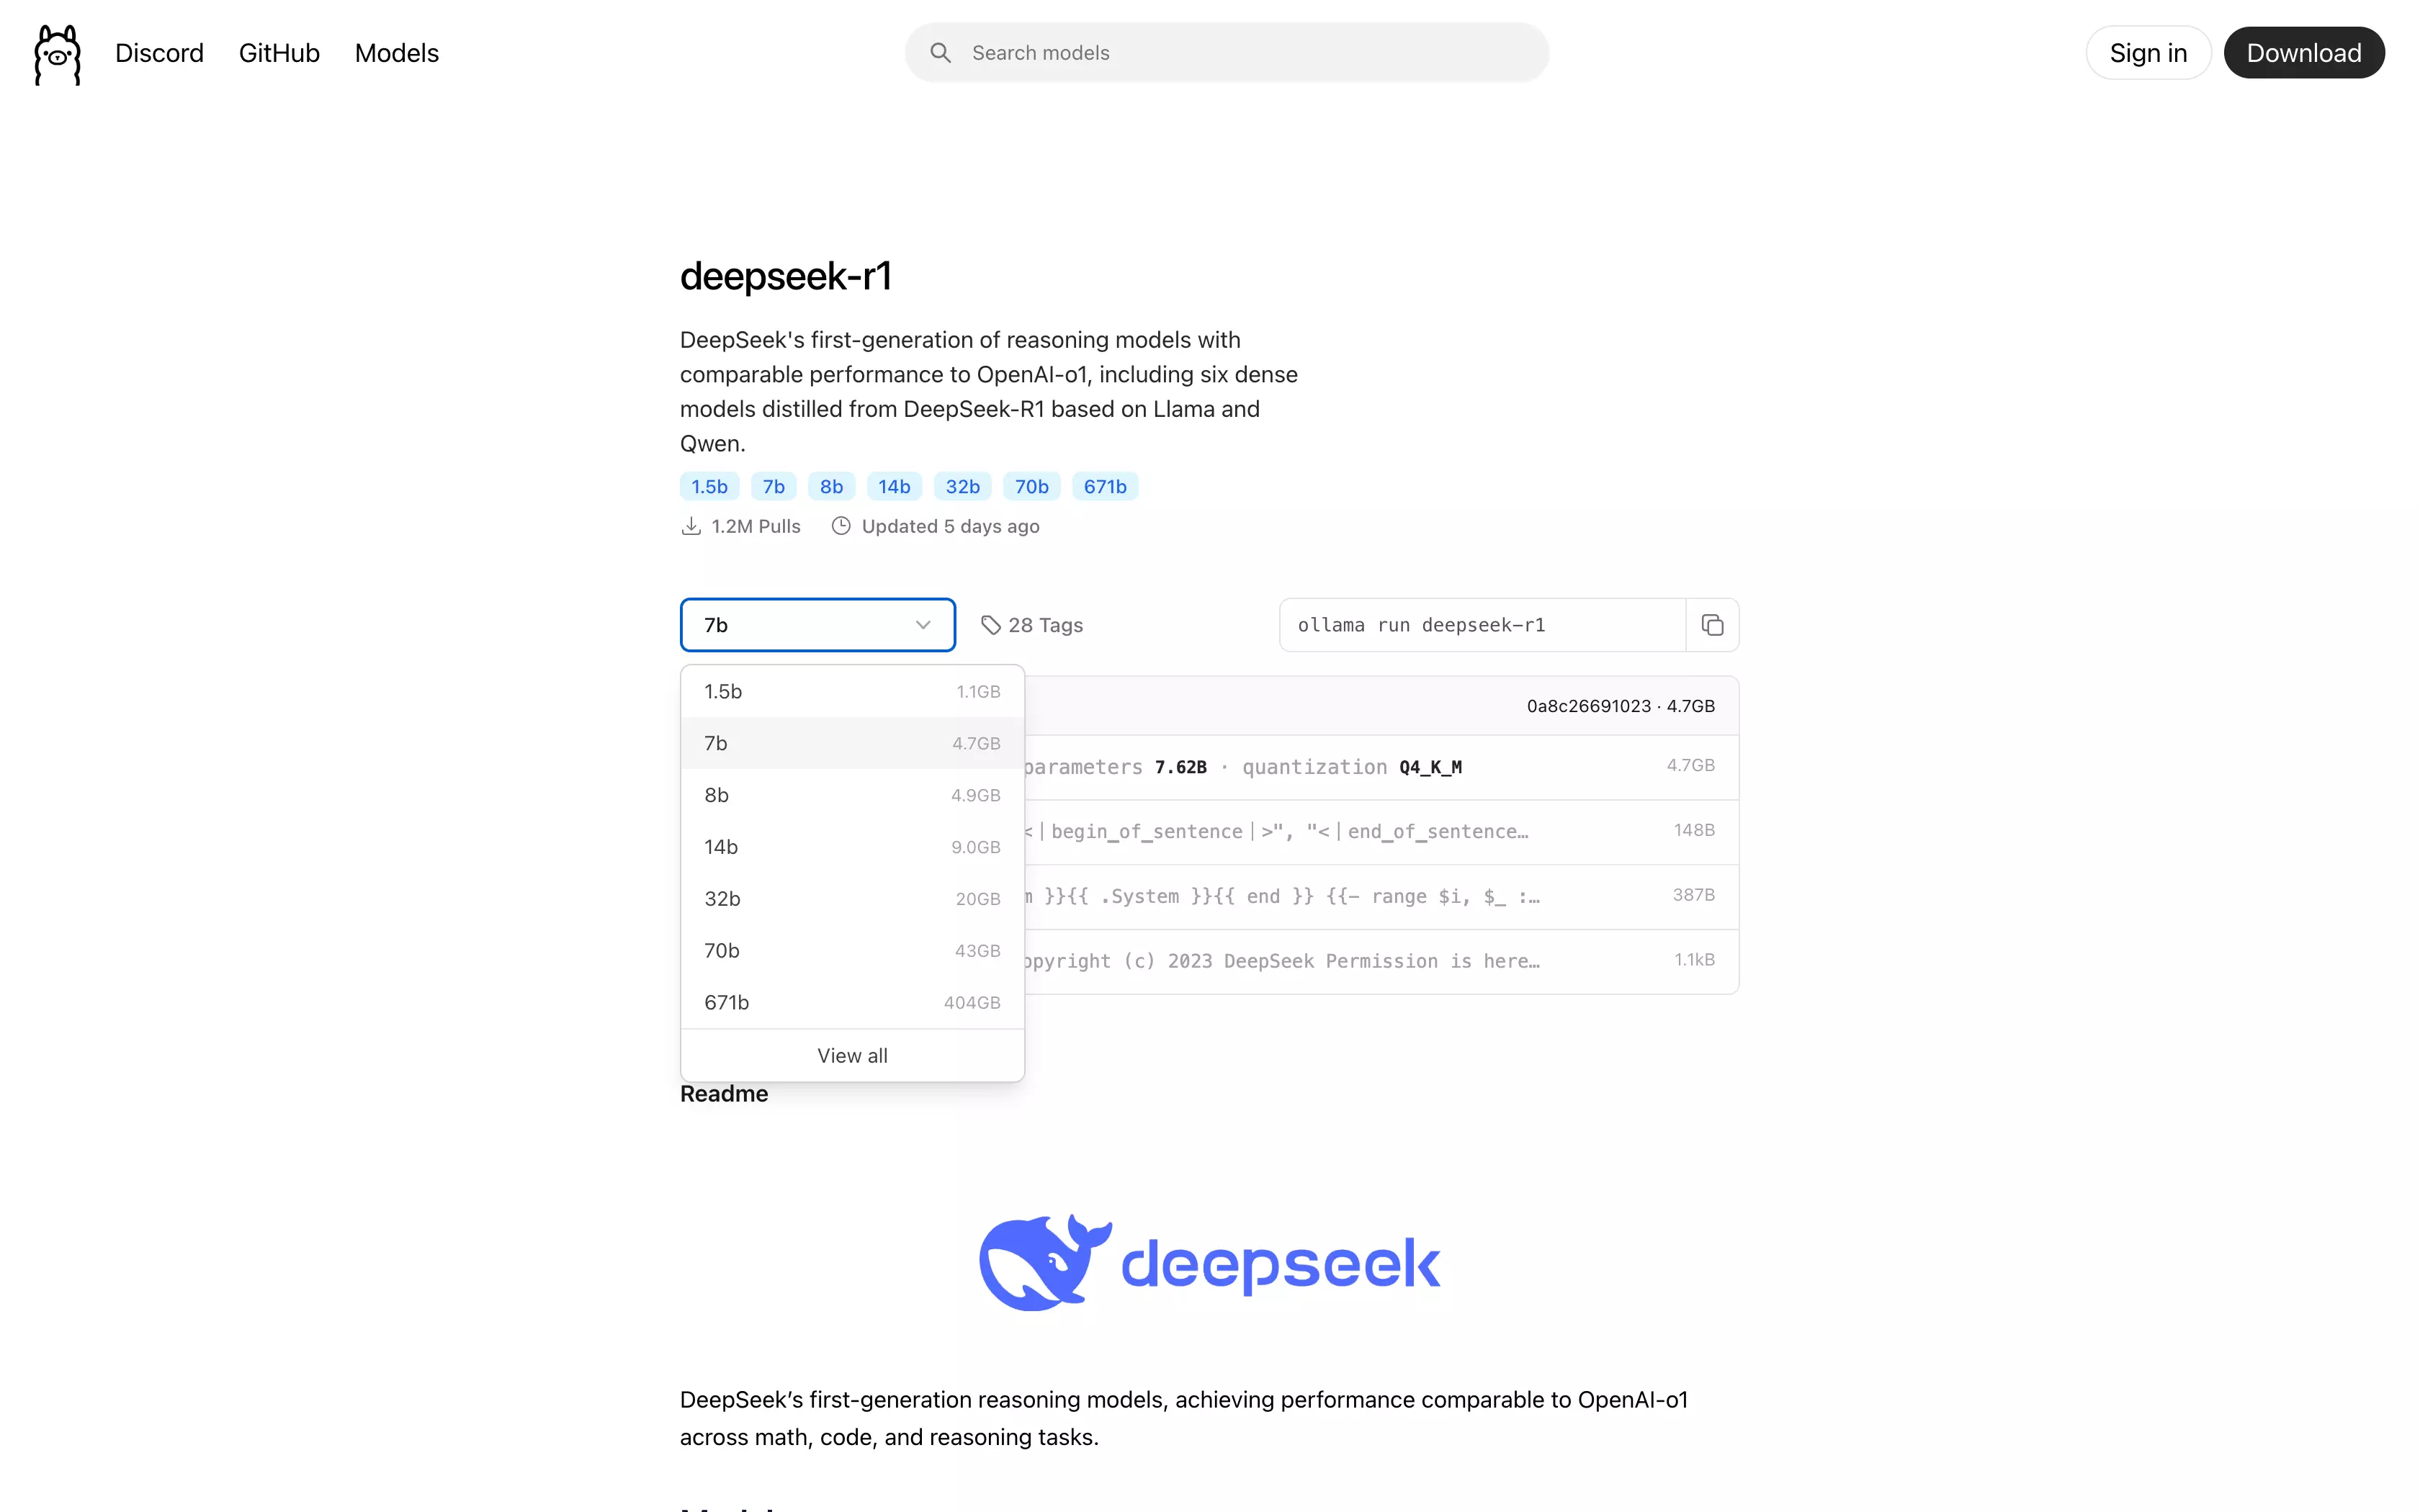 Discord GitHub Models Search models Sign in Download
deepseek-r1
DeepSeek's first-generation of reasoning models with
comparable performance to OpenAI-o1, including six dense
models distilled from DeepSeek-R1 based on Llama and
Qwen.
1.5b 7b 8b 14b 32b 70b 671b
1.2M Pulls Updated 5 days ago
7b 28 Tags ollama run deepseek-r1
1.5b 1.1GB
7b 4.7GB
8b 4.9GB
14b 9.0GB
32b 20GB
70b 43GB
671b 404GB
View all
0a8c26691023 · 4.7GB
parameters 7.62B · quantization Q4_K_M 4.7GB
<｜begin_of_sentence｜>", "<｜end_of_sentence… 148B
}}{{ .System }}{{ end }} {{- range $i, $_ :… 387B
(c) 2023 DeepSeek Permission is here… 1.1kB
Readme
deepseek
DeepSeek’s first-generation reasoning models, achieving performance comparable to OpenAI-o1
across math, code, and reasoning tasks.